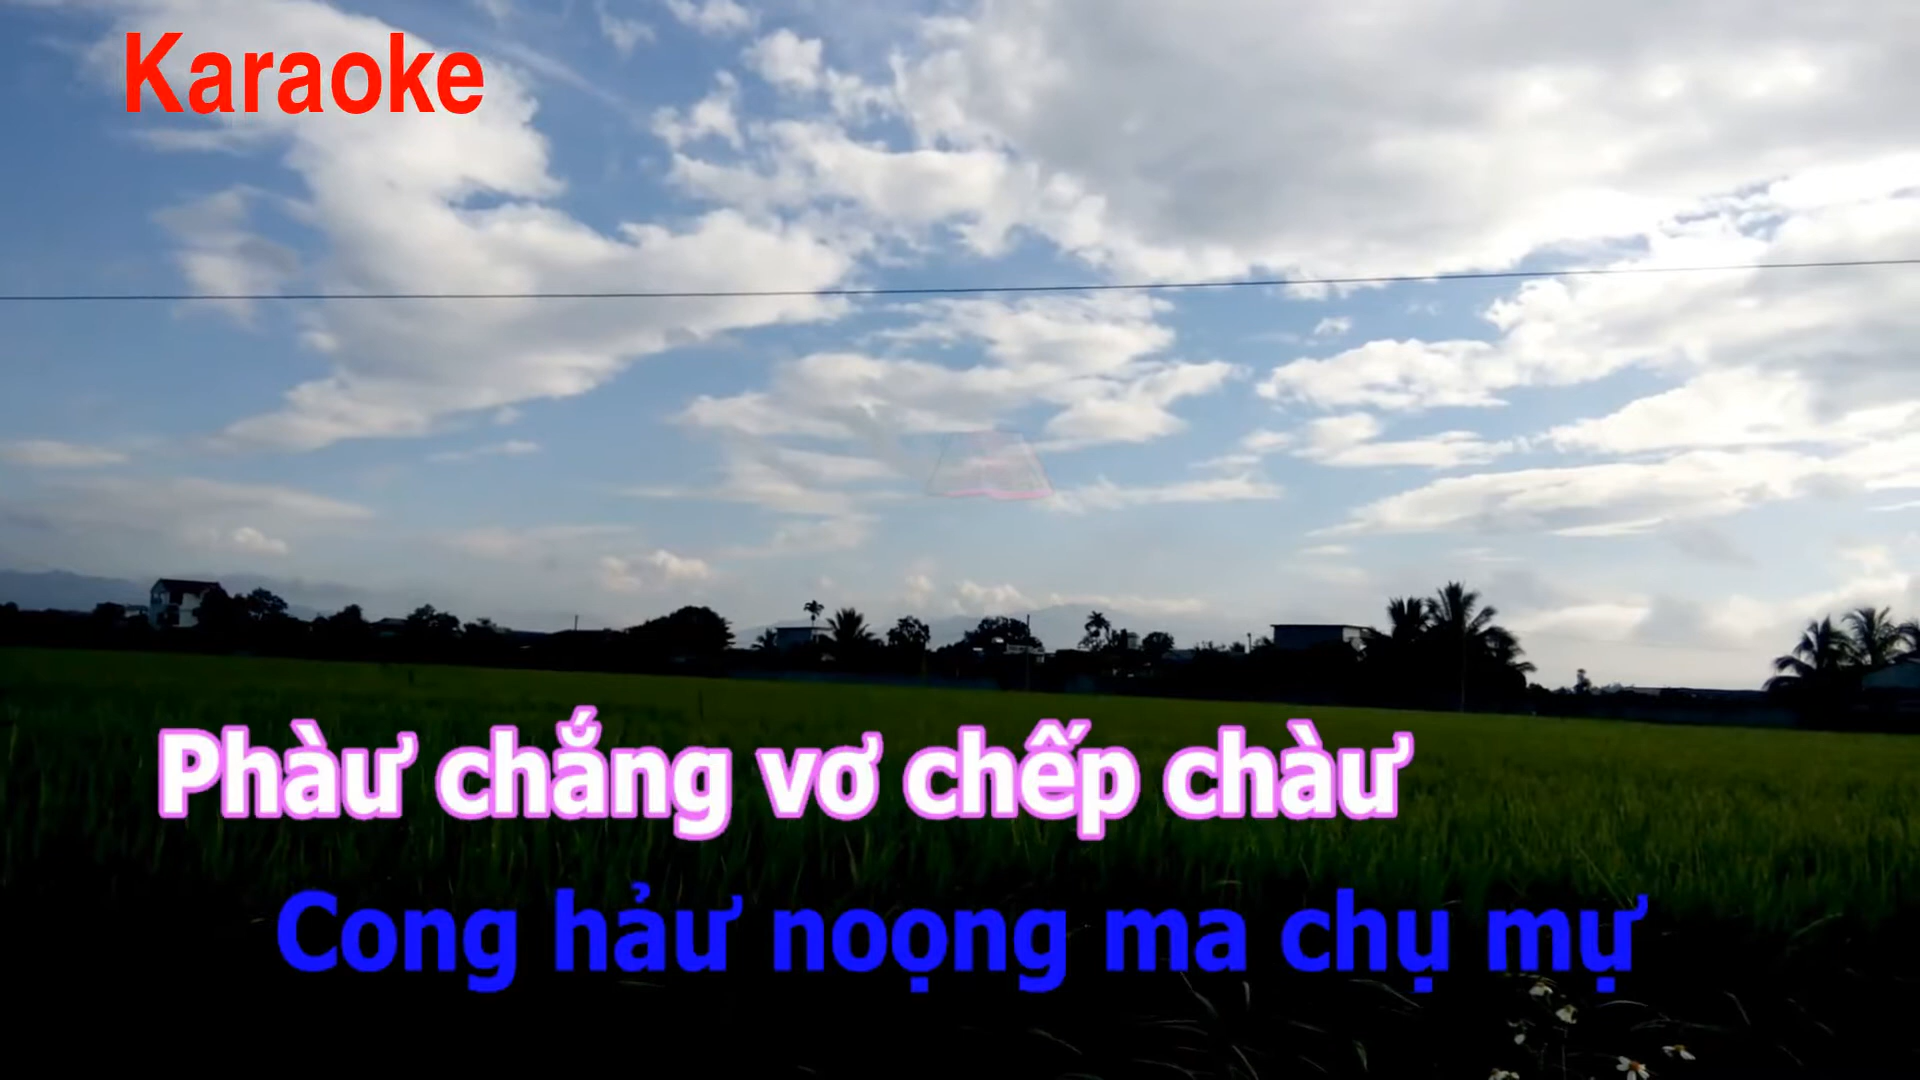 Karaoke
Phàư chắng vơ chếp chàư
Cong hảư noọng ma chụ mự